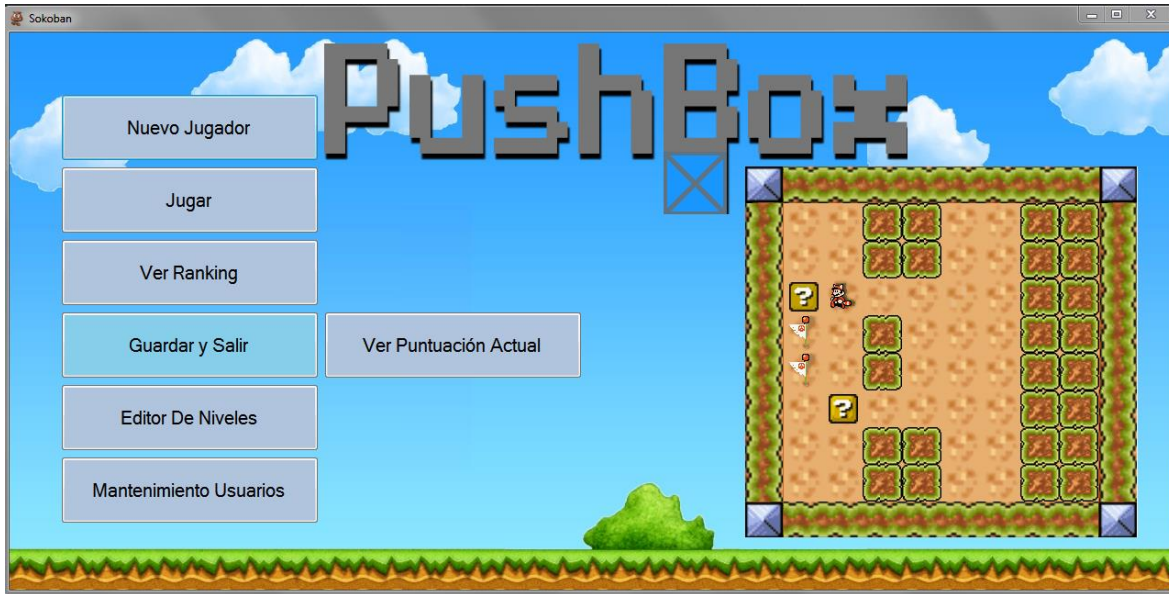 Sokoban
PushBox
Nuevo Jugador
Jugar
Ver Ranking
Guardar y Salir
Ver Puntuación Actual
Editor De Niveles
Mantenimiento Usuarios
?
?